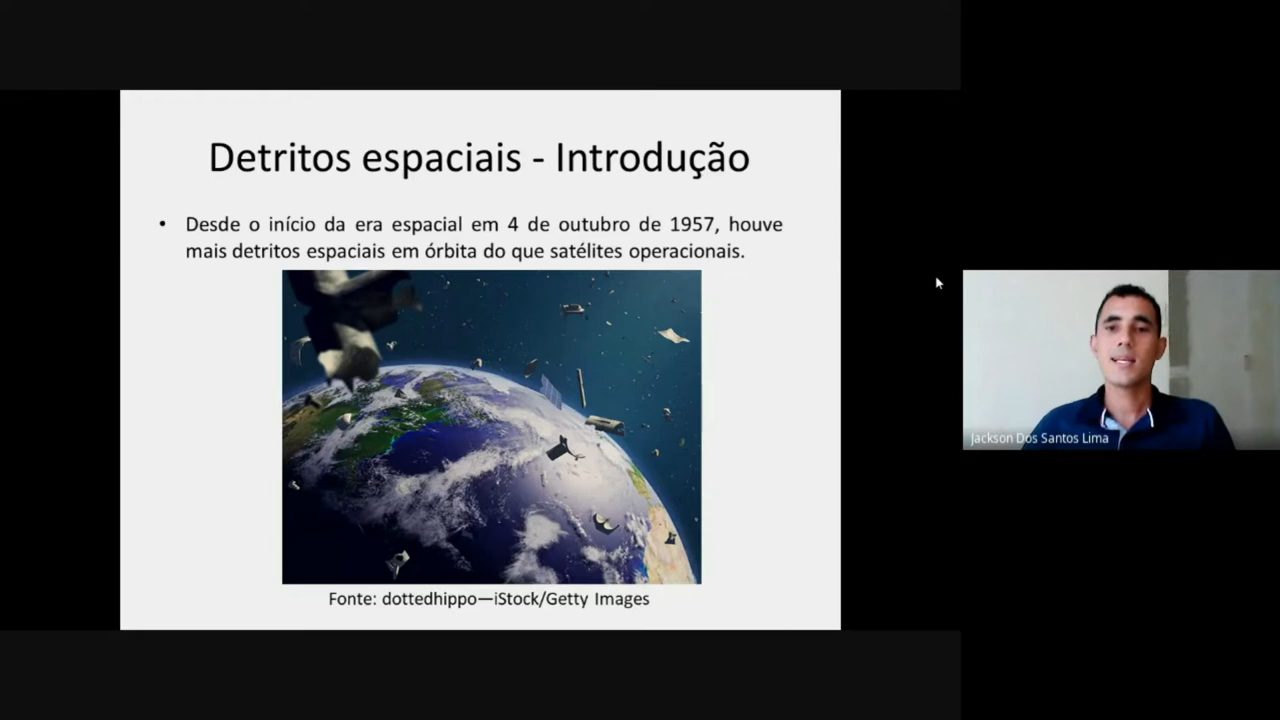 Detritos espaciais - Introdução
• Desde o início da era espacial em 4 de outubro de 1957, houve
mais detritos espaciais em órbita do que satélites operacionais.
Fonte: dottedhippo—iStock/Getty Images
Jackson Dos Santos Lima